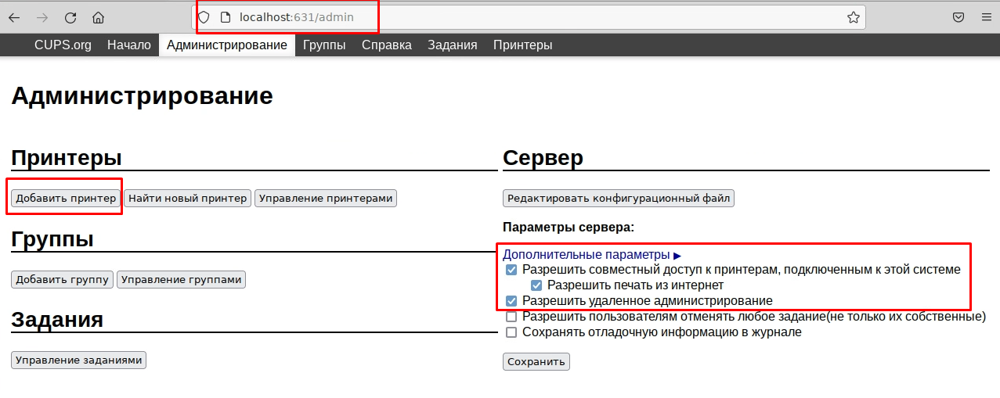 localhost:631/admin
CUPS.org Начало Администрирование Группы Справка Задания Принтеры
Администрирование
Принтеры
Добавить принтер Найти новый принтер Управление принтерами
Группы
Добавить группу Управление группами
Задания
Управление заданиями
Сервер
Редактировать конфигурационный файл
Параметры сервера:
Дополнительные параметры ▶
Разрешить совместный доступ к принтерам, подключенным к этой системе
Разрешить печать из интернет
Разрешить удаленное администрирование
Разрешить пользователям отменять любое задание(не только их собственные)
Сохранять отладочную информацию в журнале
Сохранить